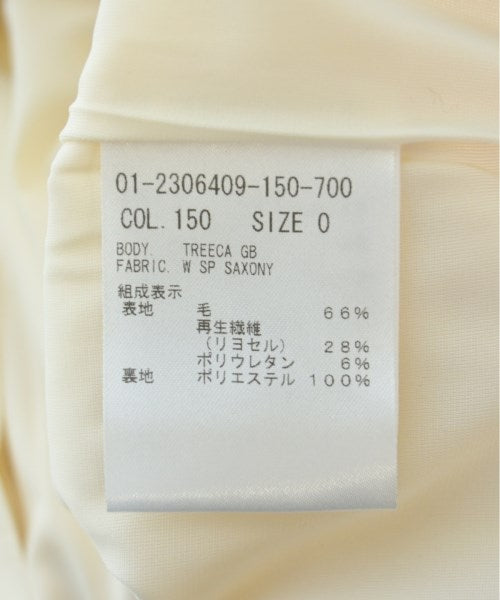 01-2306409-150-700
COL. 150 SIZE 0
BODY. TREECA GB
FABRIC. W SP SAXONY
組成表示
表地 毛 66%
再生繊維
(リヨセル) 28%
ポリウレタン 6%
裏地 ポリエステル 100%